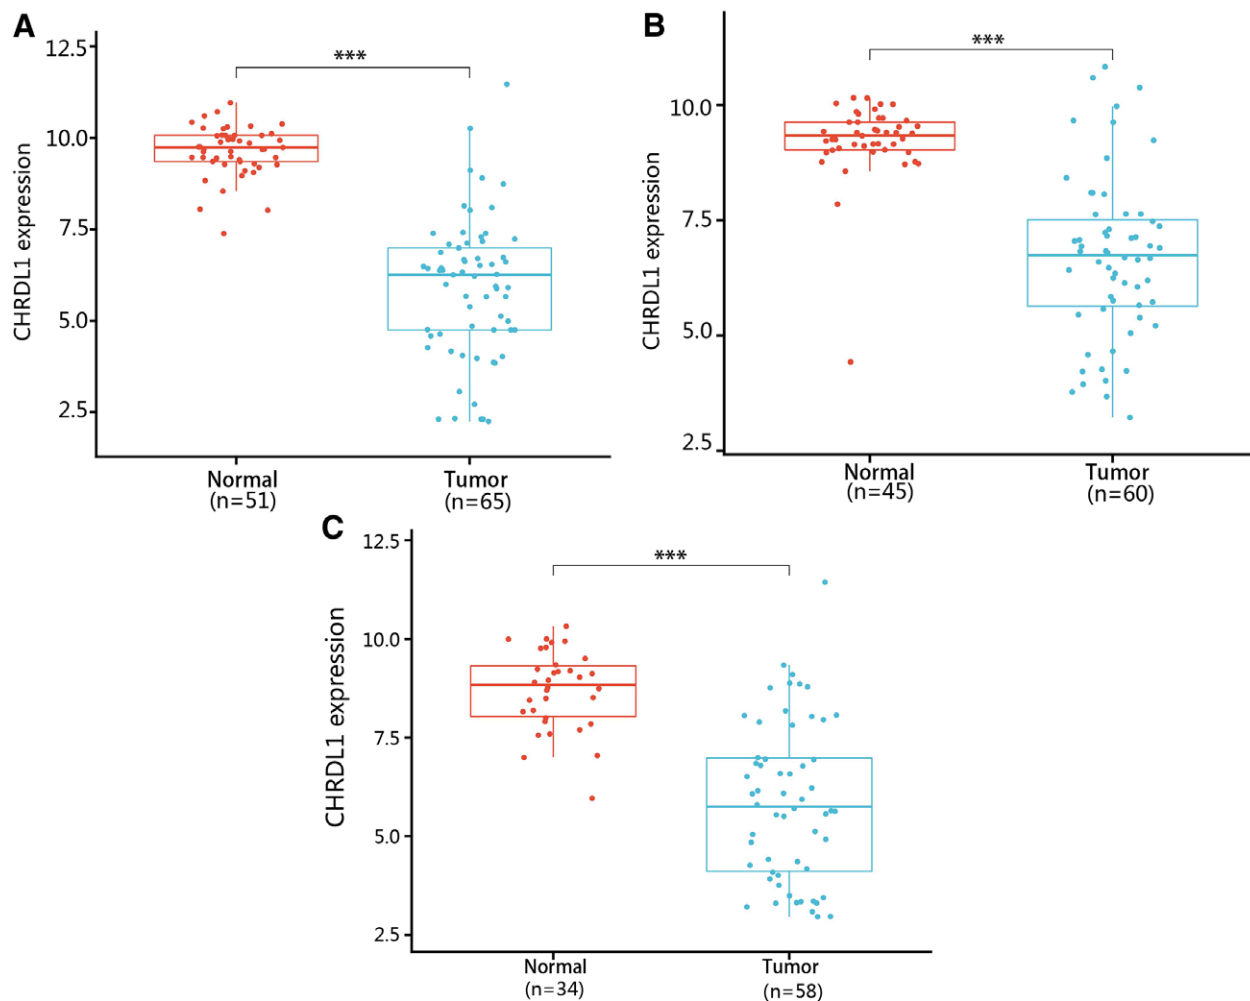 A
12.5
***
10.0
7.5
5.0
2.5
CHRDL1 expression
Normal
(n=51)
Tumor
(n=65)
B
***
10.0
7.5
5.0
2.5
CHRDL1 expression
Normal
(n=45)
Tumor
(n=60)
C
12.5
***
10.0
7.5
5.0
2.5
CHRDL1 expression
Normal
(n=34)
Tumor
(n=58)